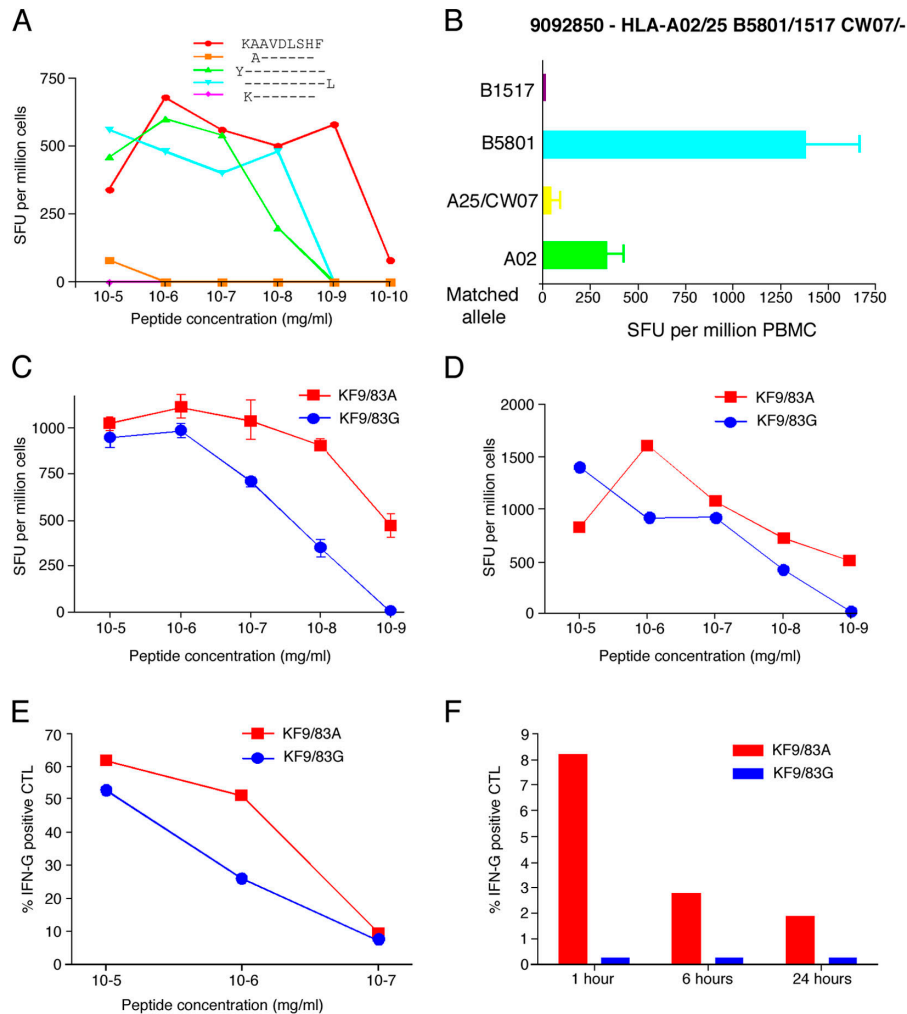 A
KAAVDLSHF
A------
Y---------
---------L
K-------
SFU per million cells
750
500
250
0
10-5 10-6 10-7 10-8 10-9 10-10
Peptide concentration (mg/ml)
B
9092850 - HLA-A02/25 B5801/1517 CW07/-
B1517
B5801
A25/CW07
A02
Matched
allele
0 250 500 750 1000 1250 1500 1750
SFU per million PBMC
C
KF9/83A
KF9/83G
SFU per million cells
1000
750
500
250
0
10-5 10-6 10-7 10-8 10-9
Peptide concentration (mg/ml)
D
KF9/83A
KF9/83G
SFU per million cells
2000
1500
1000
500
0
10-5 10-6 10-7 10-8 10-9
Peptide concentration (mg/ml)
E
KF9/83A
KF9/83G
% IFN-G positive CTL
70
60
50
40
30
20
10
0
10-5 10-6 10-7
Peptide concentration (mg/ml)
F
KF9/83A
KF9/83G
% IFN-G positive CTL
9
8
7
6
5
4
3
2
1
0
1 hour 6 hours 24 hours